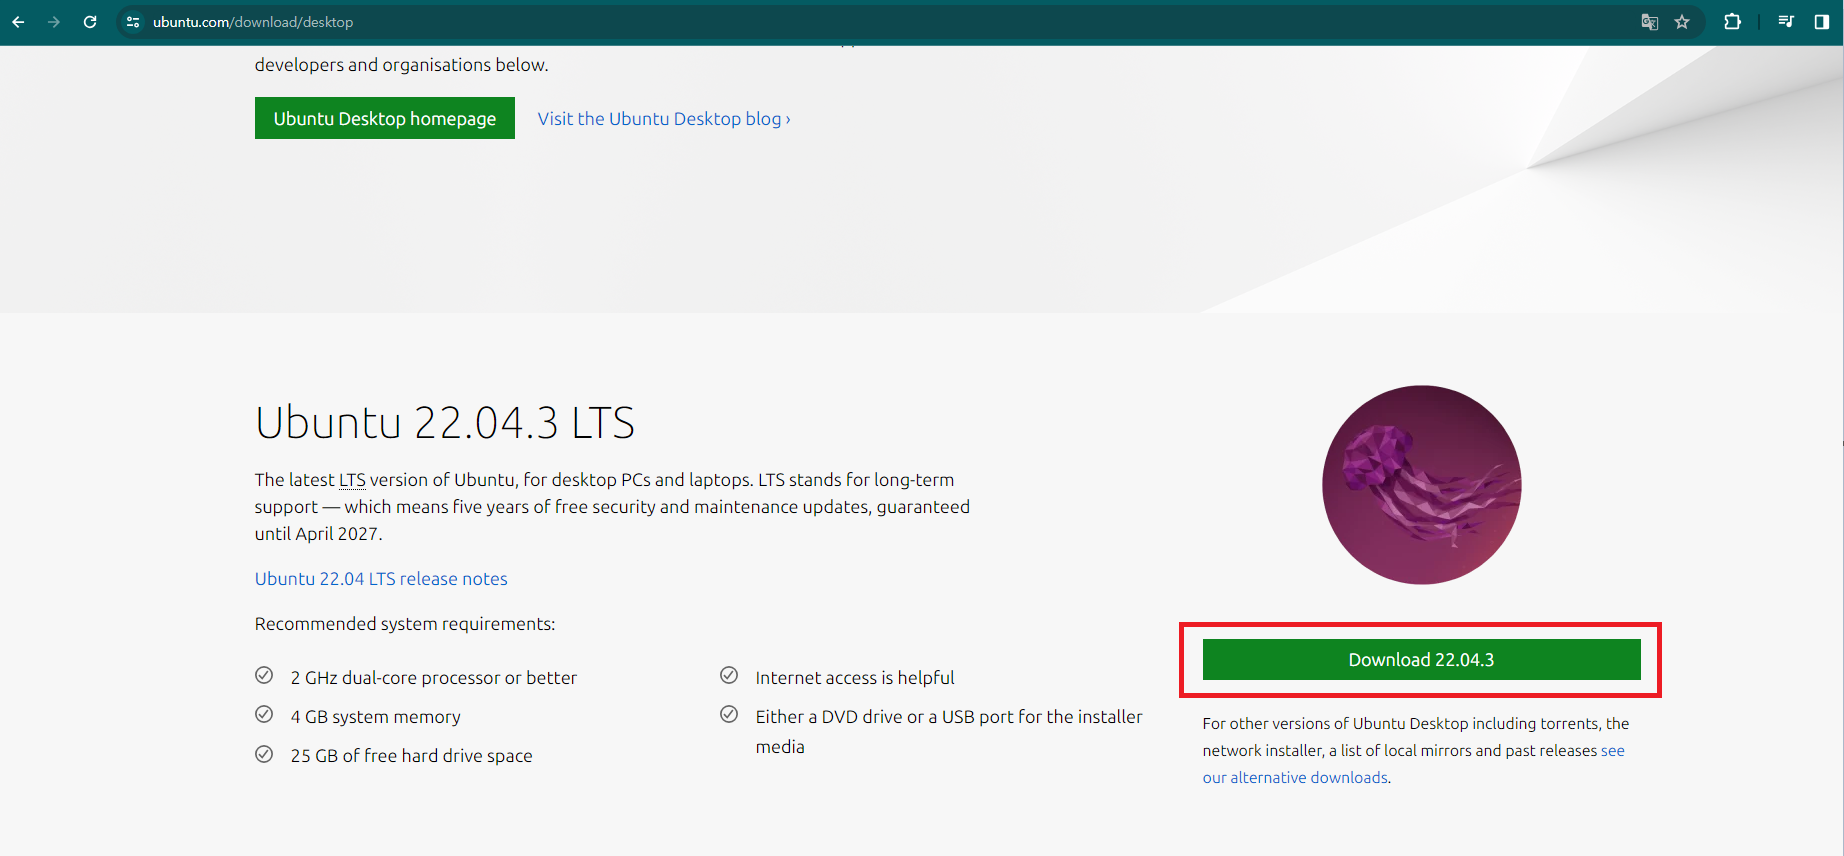 ubuntu.com/download/desktop
developers and organisations below.
Ubuntu Desktop homepage
Visit the Ubuntu Desktop blog ›
Ubuntu 22.04.3 LTS
The latest LTS version of Ubuntu, for desktop PCs and laptops. LTS stands for long-term
support — which means five years of free security and maintenance updates, guaranteed
until April 2027.
Ubuntu 22.04 LTS release notes
Recommended system requirements:
2 GHz dual-core processor or better
4 GB system memory
25 GB of free hard drive space
Internet access is helpful
Either a DVD drive or a USB port for the installer
media
Download 22.04.3
For other versions of Ubuntu Desktop including torrents, the
network installer, a list of local mirrors and past releases see
our alternative downloads.